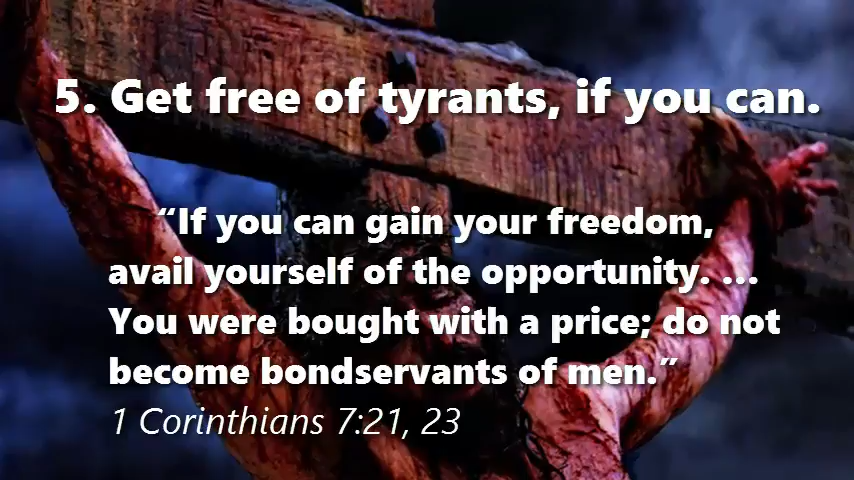 5. Get free of tyrants, if you can.
“If you can gain your freedom,
avail yourself of the opportunity. ...
You were bought with a price; do not
become bondservants of men.”
1 Corinthians 7:21, 23